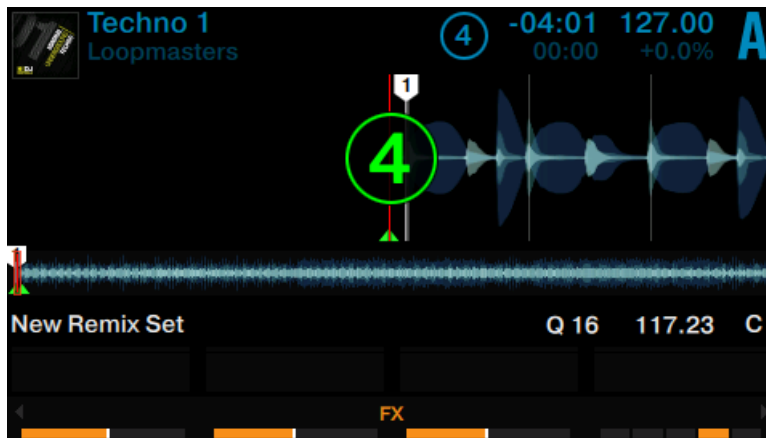 Techno 1
Loopmasters
4
-04:01
00:00
127.00
+0.0%
A
1
4
1
New Remix Set
Q 16
117.23
C
FX